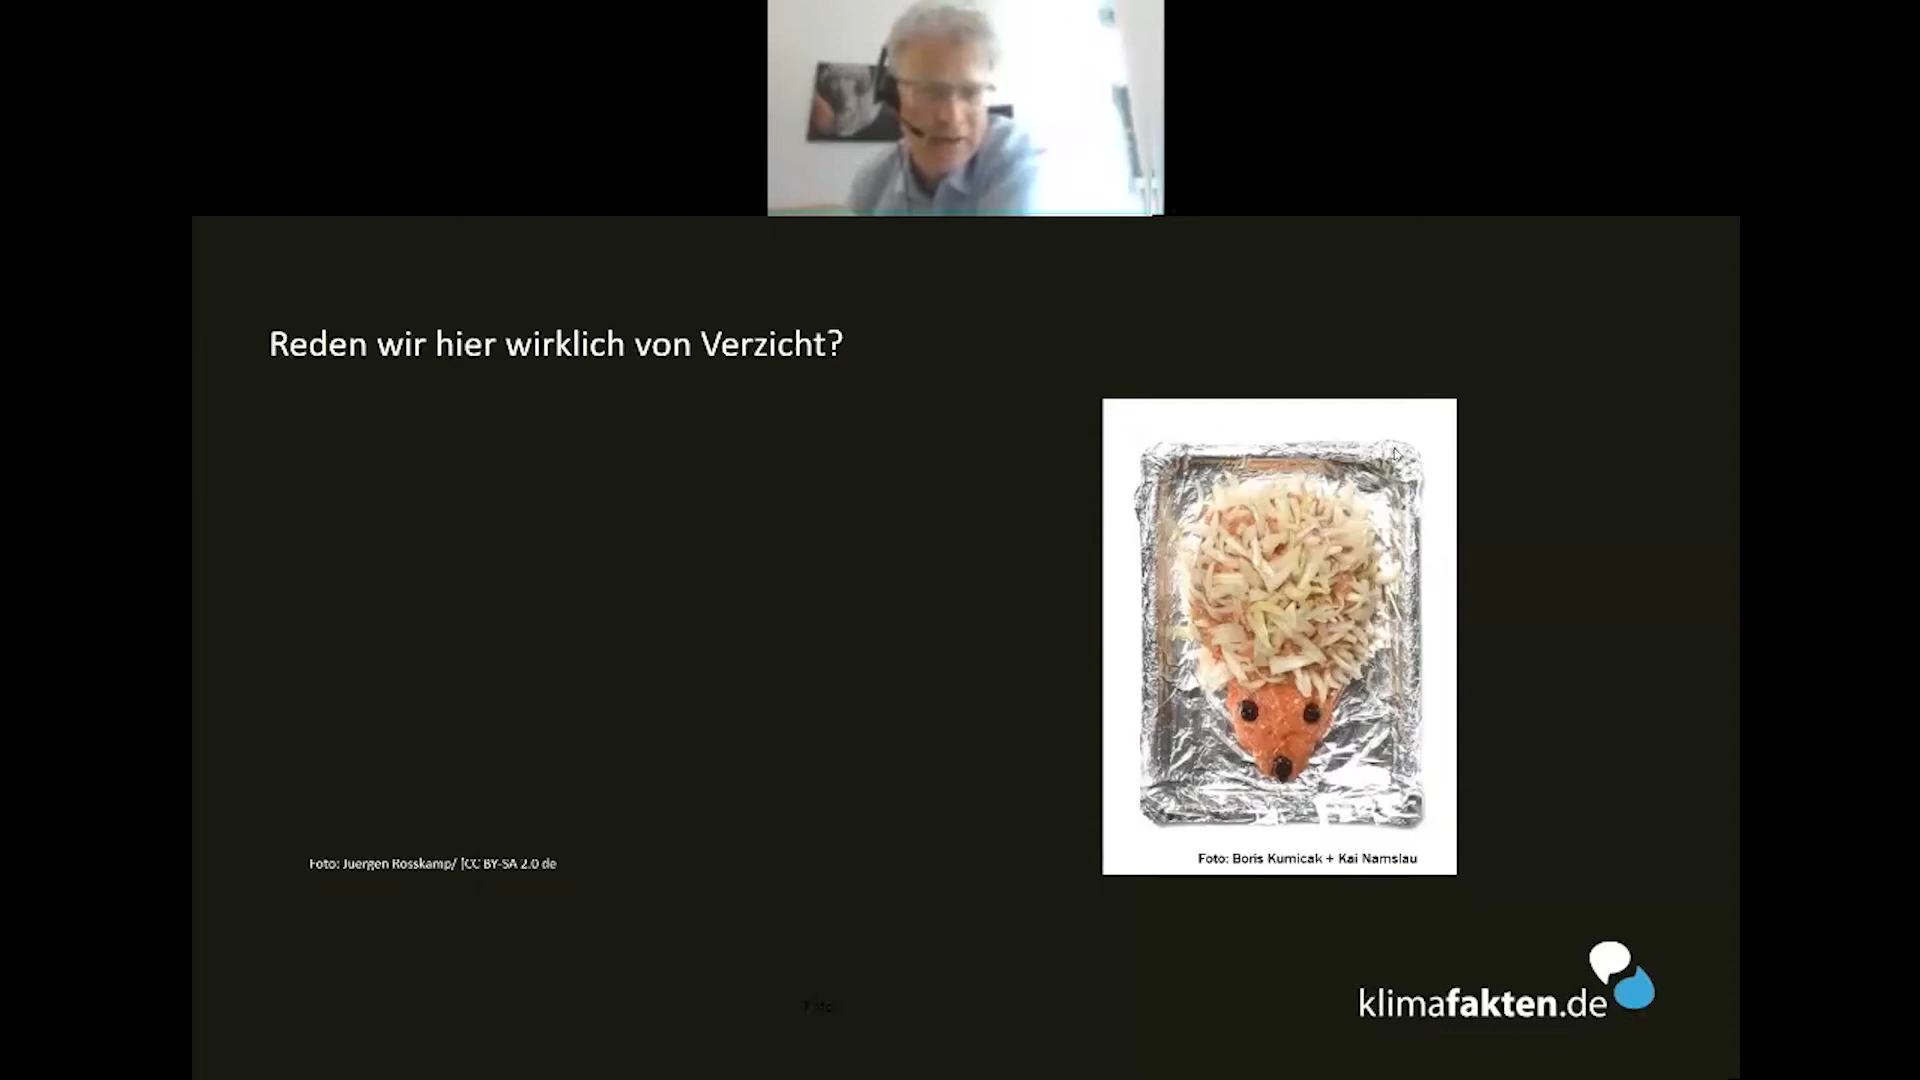 Reden wir hier wirklich von Verzicht?
Foto: Boris Kumicak + Kai Namslau
Foto: Juergen Rosskamp/ [CC BY-SA 2.0 de
klimafakten.de